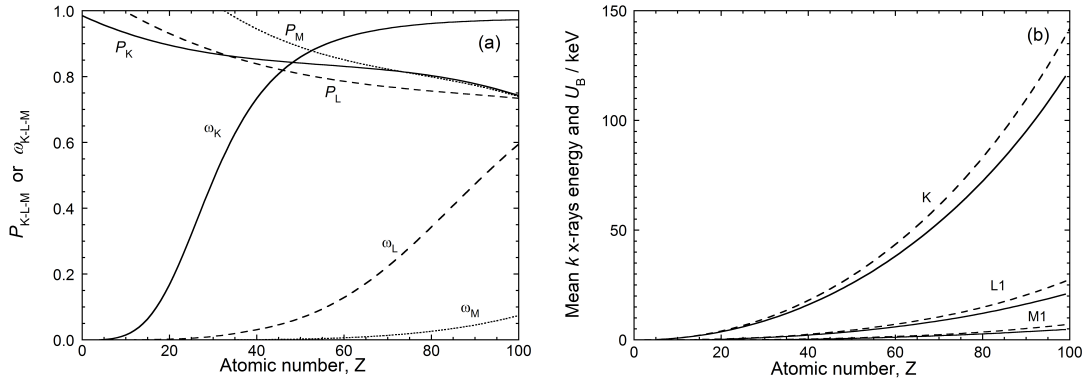 P_K-L-M or ω_K-L-M
1.0
0.8
0.6
0.4
0.2
0.0
P_K
P_M
(a)
P_L
ω_K
ω_L
ω_M
0 20 40 60 80 100
Atomic number, Z
Mean k x-rays energy and U_B / keV
150
100
50
0
(b)
K
L1
M1
0 20 40 60 80 100
Atomic number, Z